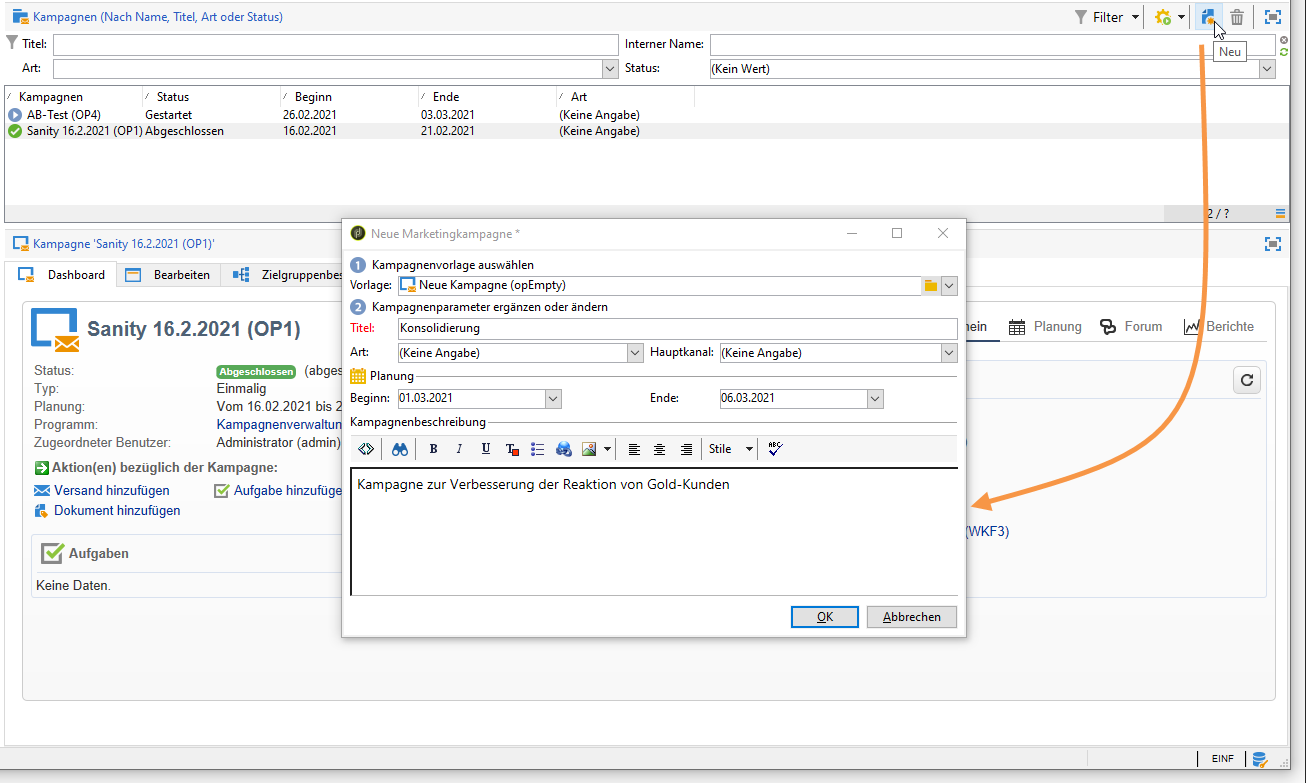 Kampagnen (Nach Name, Titel, Art oder Status)
Filter
Titel:
Interner Name:
Neu
Art:
Status:
(Kein Wert)
Kampagnen Status Beginn Ende Art
AB-Test (OP4) Gestartet 26.02.2021 03.03.2021 (Keine Angabe)
Sanity 16.2.2021 (OP1) Abgeschlossen 16.02.2021 21.02.2021 (Keine Angabe)
2 / ?
Kampagne 'Sanity 16.2.2021 (OP1)'
Dashboard Bearbeiten Zielgruppenbes
Sanity 16.2.2021 (OP1)
Planung Forum Berichte
Status: Abgeschlossen (abges
Typ: Einmalig
Planung: Vom 16.02.2021 bis 2
Programm: Kampagnenverwaltun
Zugeordneter Benutzer: Administrator (admin)
Aktion(en) bezüglich der Kampagne:
Versand hinzufügen Aufgabe hinzufüge
Dokument hinzufügen
Aufgaben
Keine Daten.
(WKF3)
Neue Marketingkampagne *
1 Kampagnenvorlage auswählen
Vorlage: Neue Kampagne (opEmpty)
2 Kampagnenparameter ergänzen oder ändern
Titel: Konsolidierung
Art: (Keine Angabe) Hauptkanal: (Keine Angabe)
Planung
Beginn: 01.03.2021 Ende: 06.03.2021
Kampagnenbeschreibung
B I U T Stile ABC
Kampagne zur Verbesserung der Reaktion von Gold-Kunden
OK Abbrechen
EINF